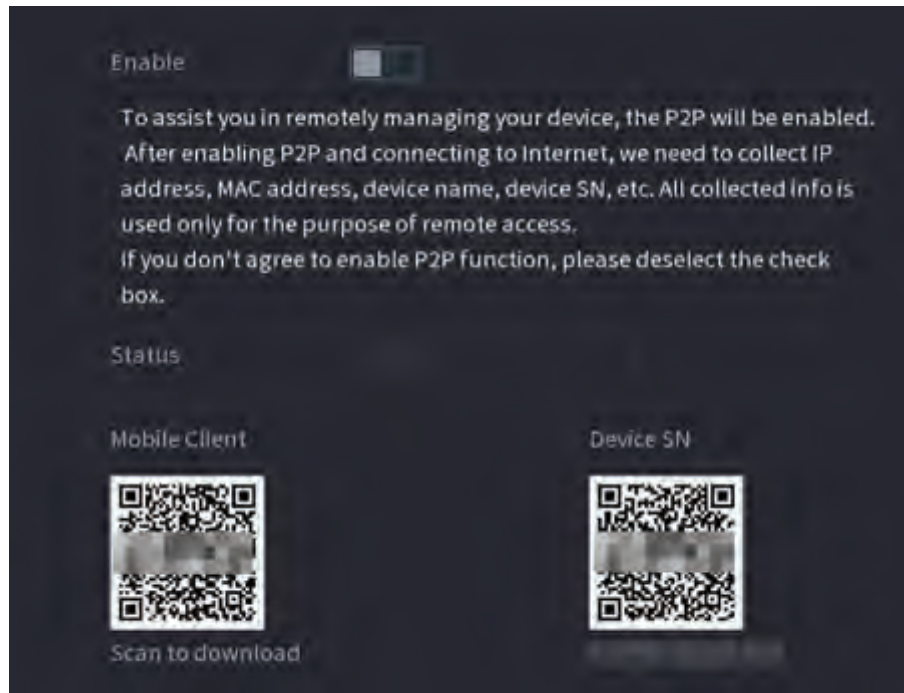 Enable
To assist you in remotely managing your device, the P2P will be enabled.
After enabling P2P and connecting to Internet, we need to collect IP
address, MAC address, device name, device SN, etc. All collected info is
used only for the purpose of remote access.
If you don't agree to enable P2P function, please deselect the check
box.
Status
Mobile Client
Device SN
Scan to download